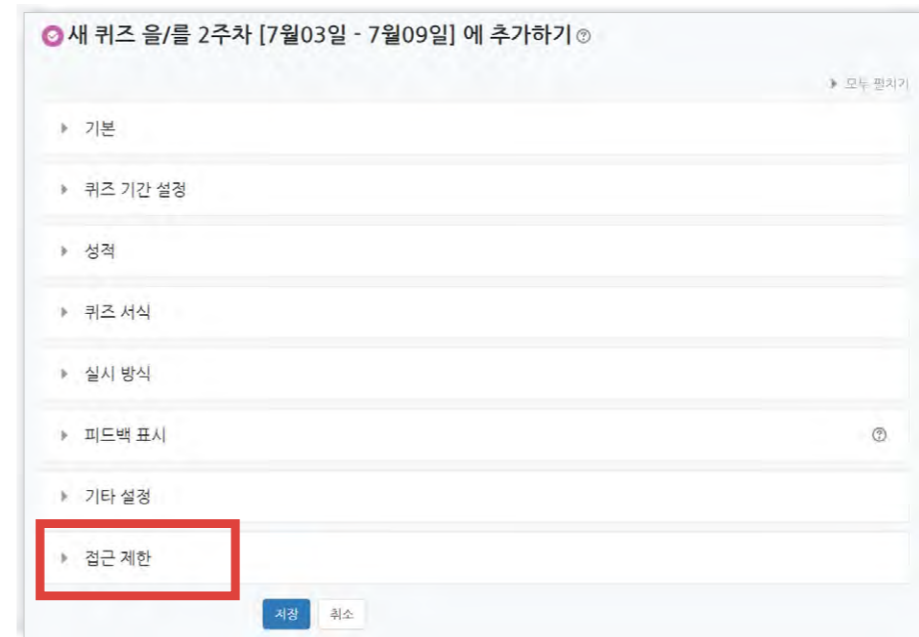 새 퀴즈 을/를 2주차 [7월03일 - 7월09일] 에 추가하기
모두 펼치기
기본
퀴즈 기간 설정
성적
퀴즈 서식
실시 방식
피드백 표시
기타 설정
접근 제한
저장 취소